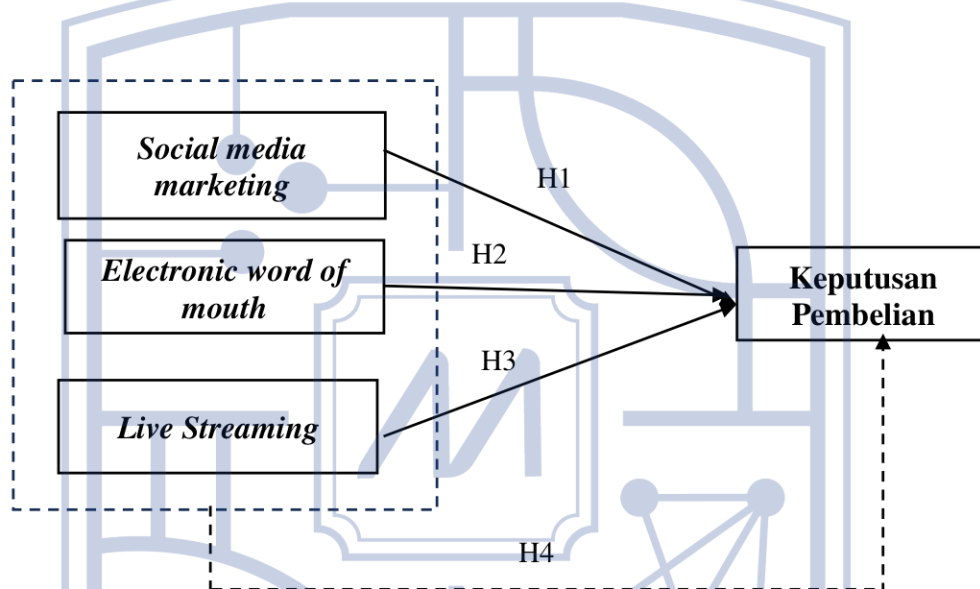 Social media
marketing
H1
Electronic word of
mouth
H2
Keputusan
Pembelian
H3
Live Streaming
H4